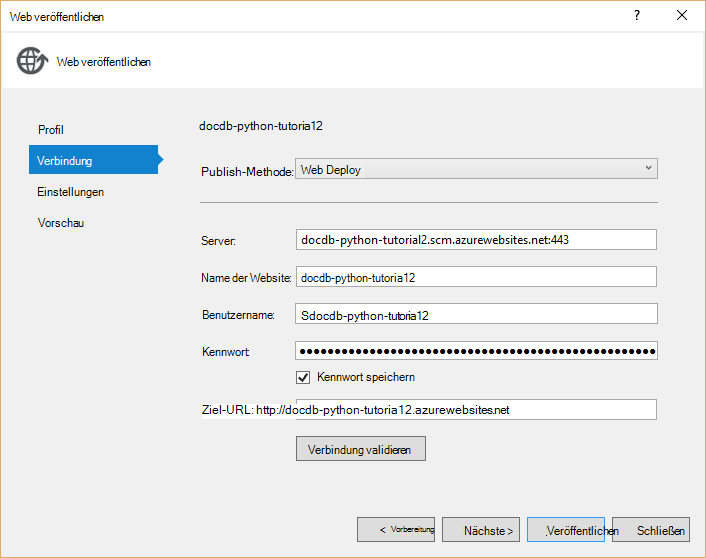 Web veröffentlichen
?
Web veröffentlichen
Profil
Verbindung
Einstellungen
Vorschau
docdb-python-tutoria12
Publish-Methode: Web Deploy
Server: docdb-python-tutorial2.scm.azurewebsites.net:443
Name der Website: docdb-python-tutoria12
Benutzername: Sdocdb-python-tutoria12
Kennwort
Kennwort speichern
Ziel-URL: http://docdb-python-tutoria12.azurewebsites.net
Verbindung validieren
< Vorbereitung
Nächste >
Veröffentlichen
Schließen